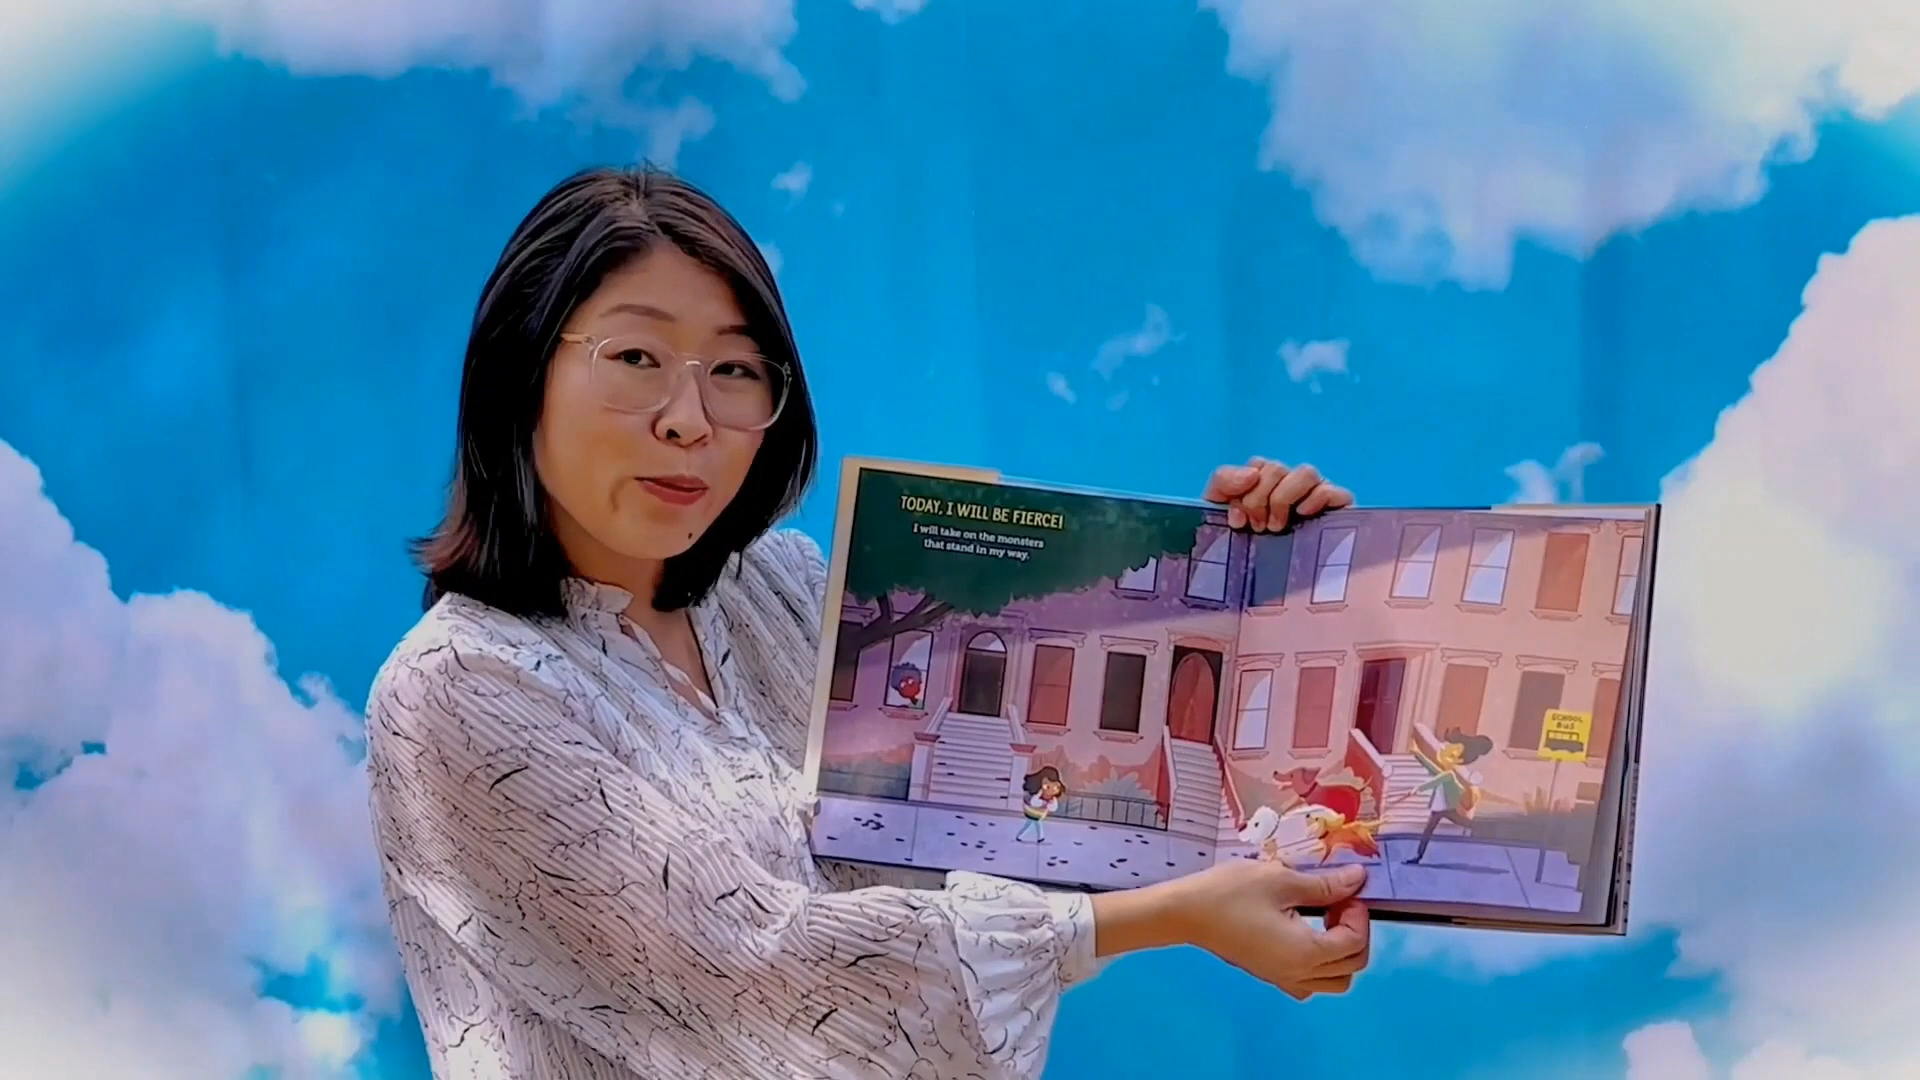 TODAY, I WILL BE FIERCE!
I will take on the monsters
that stand in my way.
SCHOOL
BUS